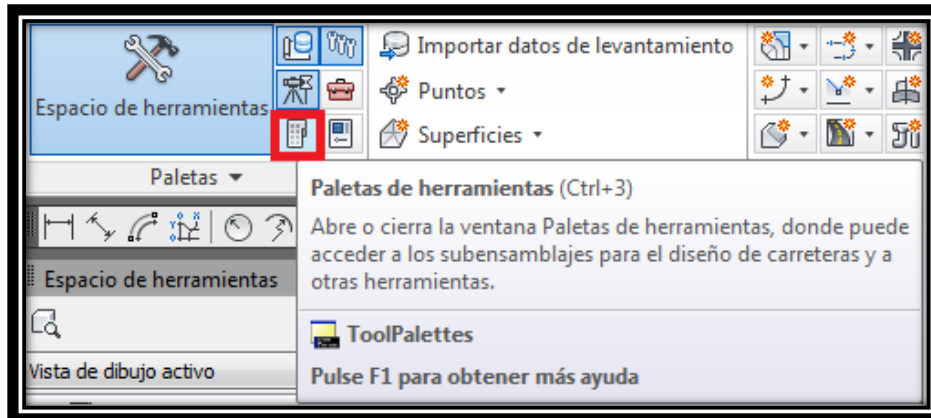 Importar datos de levantamiento
Puntos
Superficies
Espacio de herramientas
Paletas
Paletas de herramientas (Ctrl+3)
Abre o cierra la ventana Paletas de herramientas, donde puede
acceder a los subensamblajes para el diseño de carreteras y a
otras herramientas.
ToolPalettes
Pulse F1 para obtener más ayuda
Espacio de herramientas
Vista de dibujo activo